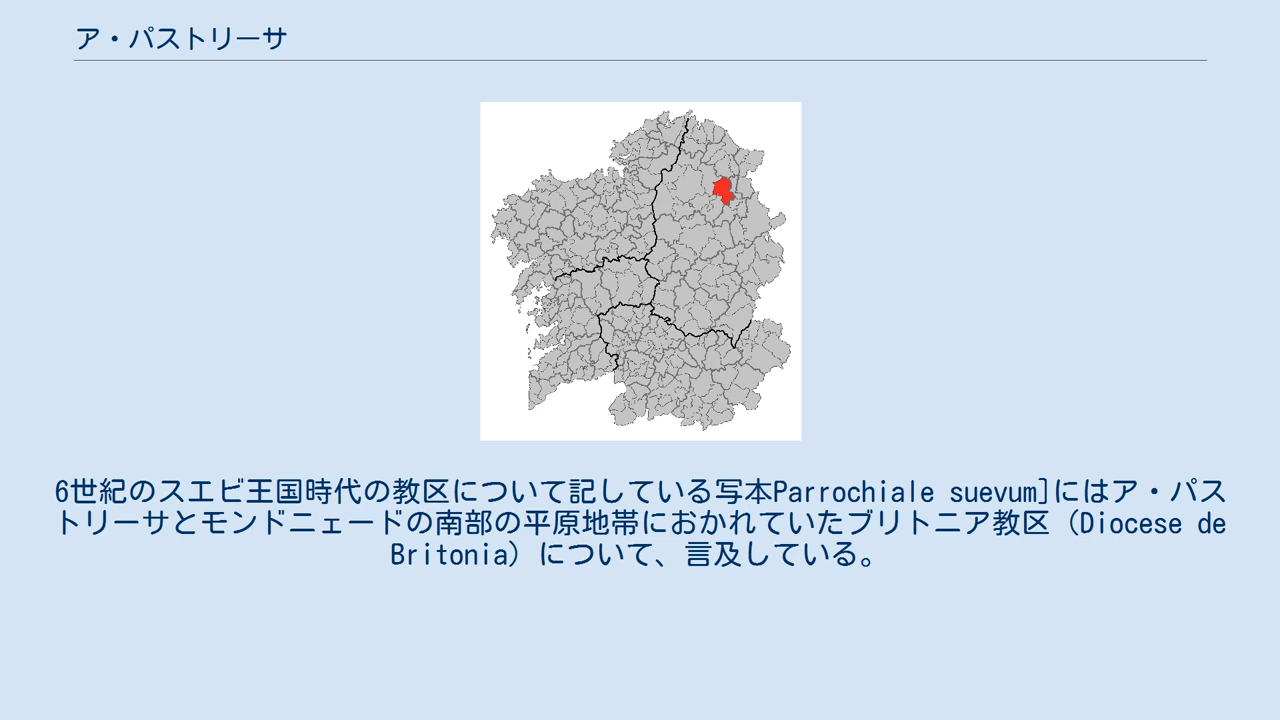 ア・パストリーサ
6世紀のスエビ王国時代の教区について記している写本Parrochiale suevum]にはア・パス
トリーサとモンドニェードの南部の平原地帯におかれていたブリトニア教区（Diocese de
Britonia）について、言及している。